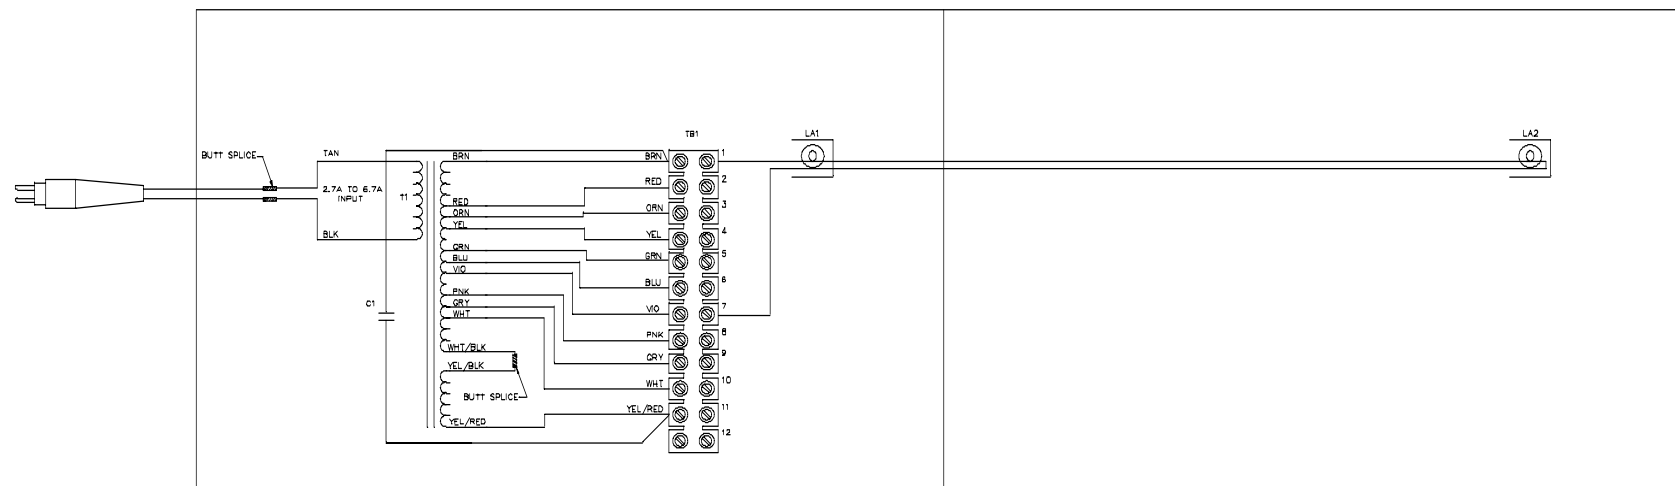 TB1
LA1
LA2
BUTT SPLICE
TAN
2.7A TO 6.7A
INPUT
BLK
T1
C1
BRN
RED
ORN
YEL
GRN
BLU
VIO
PNK
GRY
WHT
WHT/BLK
YEL/BLK
BUTT SPLICE
YEL/RED
BRN
RED
ORN
YEL
GRN
BLU
VIO
PNK
GRY
WHT
YEL/RED
1
2
3
4
5
6
7
8
9
10
11
12